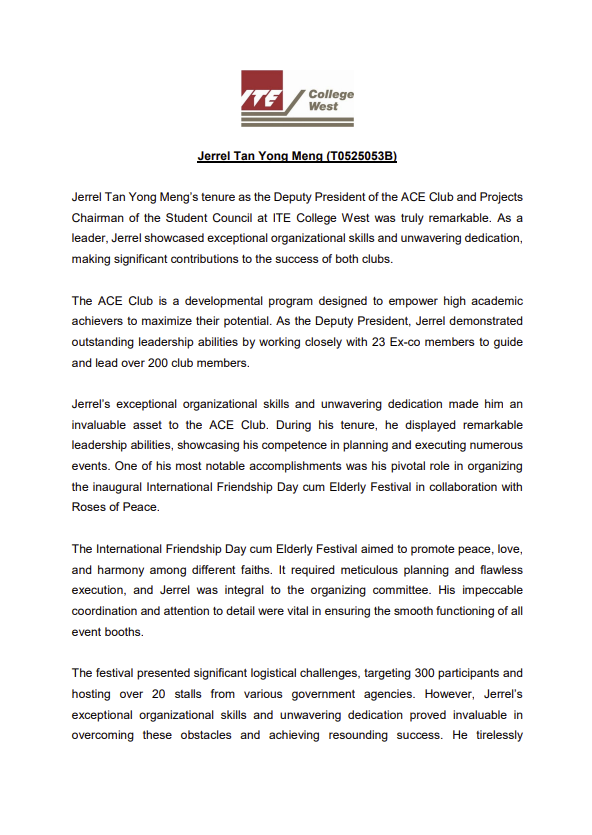 ITE College
West
Jerrel Tan Yong Meng (T0525053B)
Jerrel Tan Yong Meng's tenure as the Deputy President of the ACE Club and Projects
Chairman of the Student Council at ITE College West was truly remarkable. As a
leader, Jerrel showcased exceptional organizational skills and unwavering dedication,
making significant contributions to the success of both clubs.
The ACE Club is a developmental program designed to empower high academic
achievers to maximize their potential. As the Deputy President, Jerrel demonstrated
outstanding leadership abilities by working closely with 23 Ex-co members to guide
and lead over 200 club members.
Jerrel's exceptional organizational skills and unwavering dedication made him an
invaluable asset to the ACE Club. During his tenure, he displayed remarkable
leadership abilities, showcasing his competence in planning and executing numerous
events. One of his most notable accomplishments was his pivotal role in organizing
the inaugural International Friendship Day cum Elderly Festival in collaboration with
Roses of Peace.
The International Friendship Day cum Elderly Festival aimed to promote peace, love,
and harmony among different faiths. It required meticulous planning and flawless
execution, and Jerrel was integral to the organizing committee. His impeccable
coordination and attention to detail were vital in ensuring the smooth functioning of all
event booths.
The festival presented significant logistical challenges, targeting 300 participants and
hosting over 20 stalls from various government agencies. However, Jerrel's
exceptional organizational skills and unwavering dedication proved invaluable in
overcoming these obstacles and achieving resounding success. He tirelessly